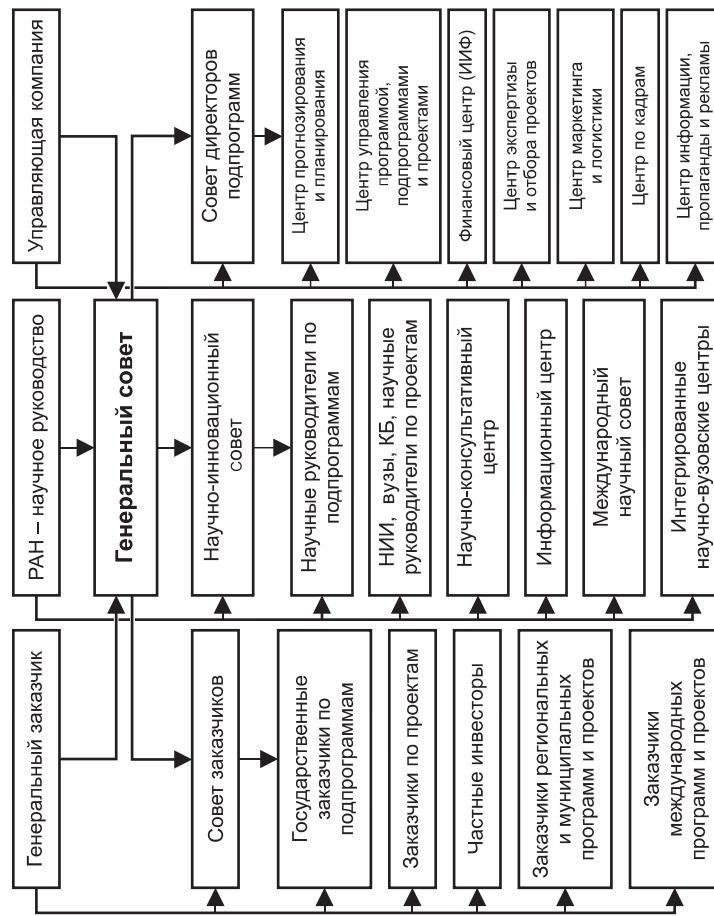 Генеральный заказчик
РАН – научное руководство
Управляющая компания
Генеральный совет
Совет заказчиков
Научно-инновационный
совет
Совет директоров
подпрограмм
Государственные
заказчики по
подпрограммам
Научные руководители по
подпрограммам
Центр прогнозирования
и планирования
Заказчики по проектам
НИИ, вузы, КБ, научные
руководители по проектам
Центр управления
программой,
подпрограммами
и проектами
Частные инвесторы
Научно-консультативный
центр
Финансовый центр (ИИФ)
Заказчики региональных
и муниципальных
программ и проектов
Информационный центр
Центр экспертизы
и отбора проектов
Международный
научный совет
Центр маркетинга
и логистики
Центр по кадрам
Заказчики
международных
программ и проектов
Интегрированные
научно-вузовские центры
Центр информации,
пропаганды и рекламы